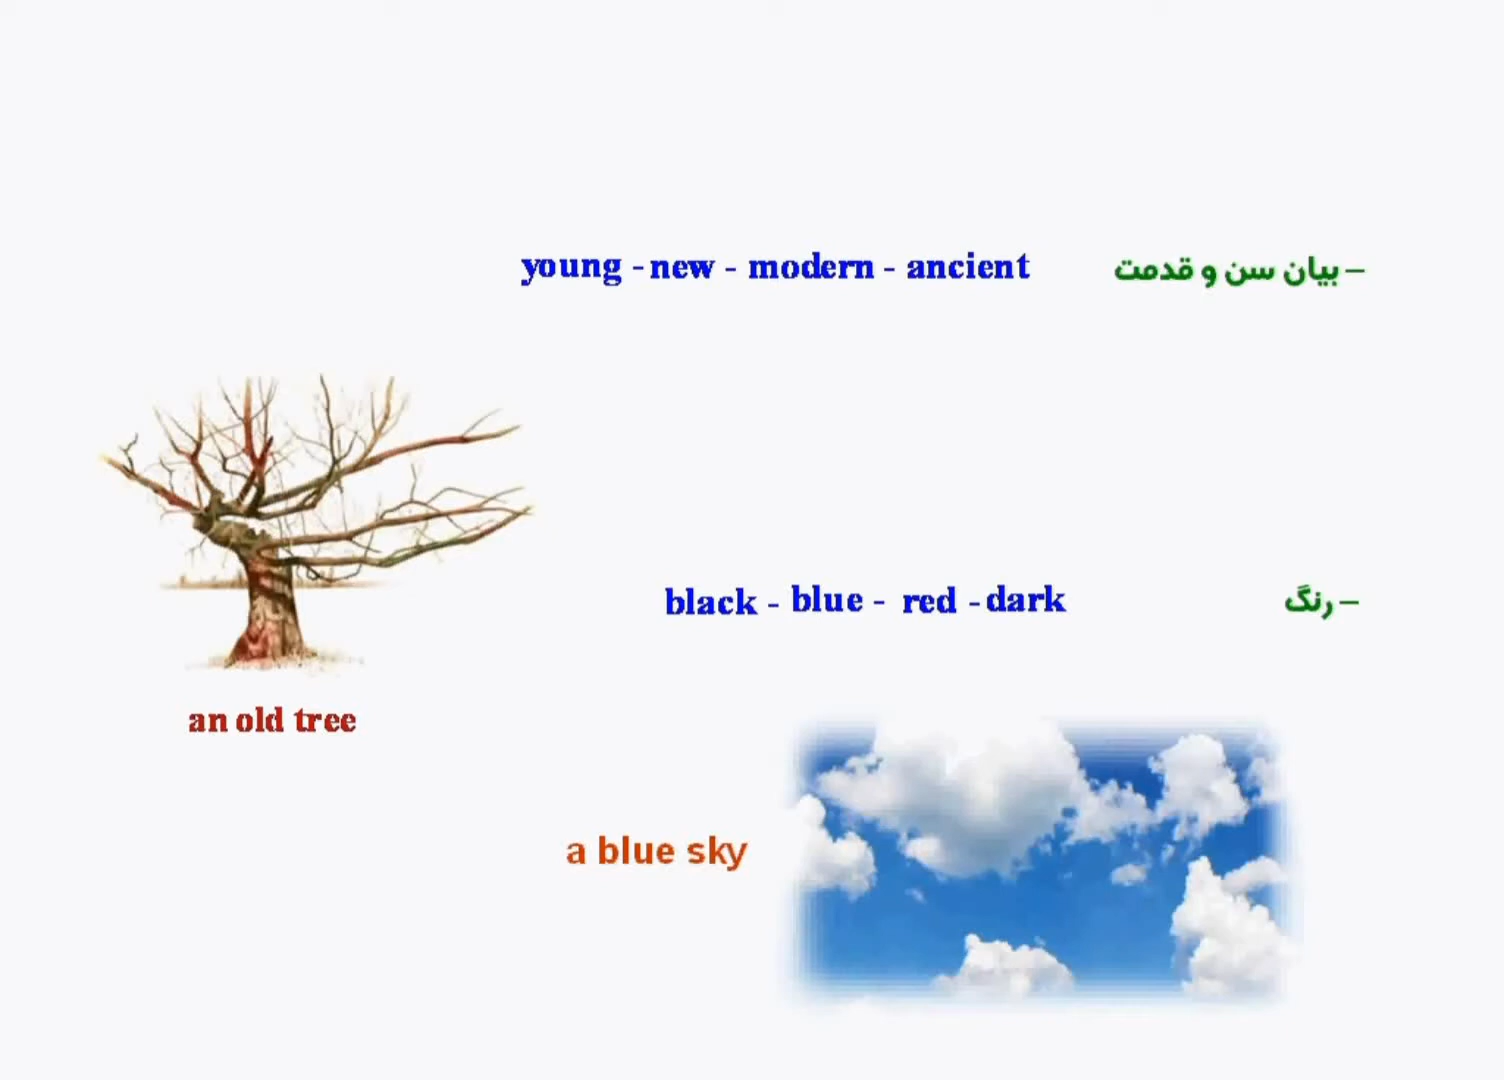 – بیان سن و قدمت
young - new - modern - ancient
– رنگ
black - blue - red - dark
an old tree
a blue sky